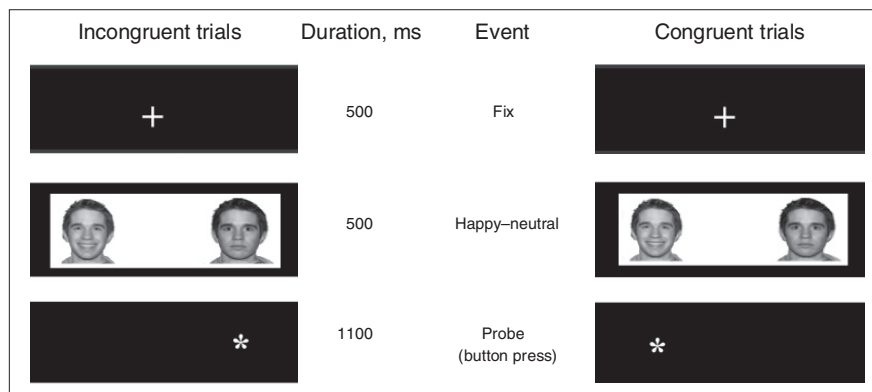 Incongruent trials Duration, ms Event Congruent trials
+ 500 Fix +
500 Happy–neutral
* 1100 Probe *
(button press)